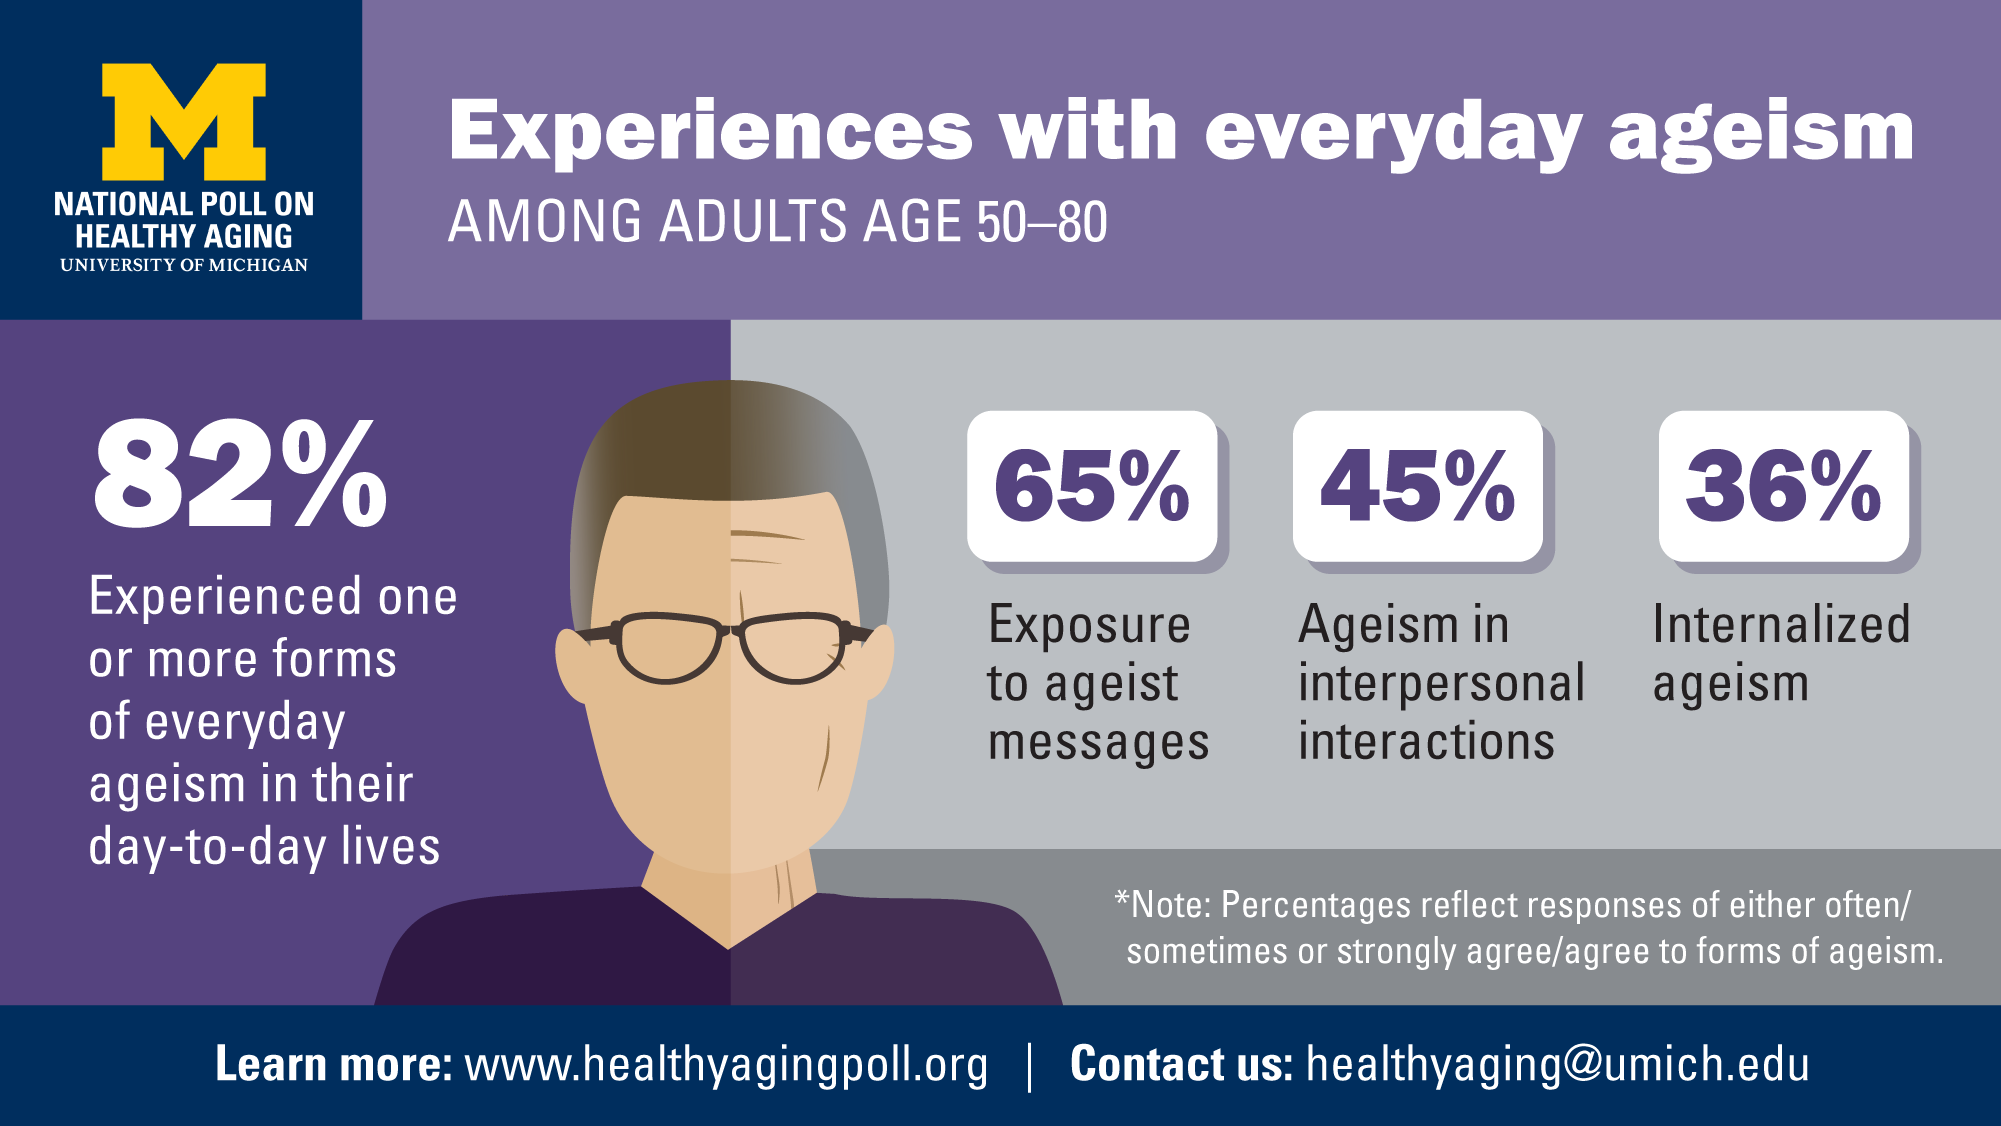 M
NATIONAL POLL ON
HEALTHY AGING
UNIVERSITY OF MICHIGAN
Experiences with everyday ageism
AMONG ADULTS AGE 50–80
82%
Experienced one
or more forms
of everyday
ageism in their
day-to-day lives
65%
Exposure
to ageist
messages
45%
Ageism in
interpersonal
interactions
36%
Internalized
ageism
*Note: Percentages reflect responses of either often/
sometimes or strongly agree/agree to forms of ageism.
Learn more: www.healthyagingpoll.org | Contact us: healthyaging@umich.edu